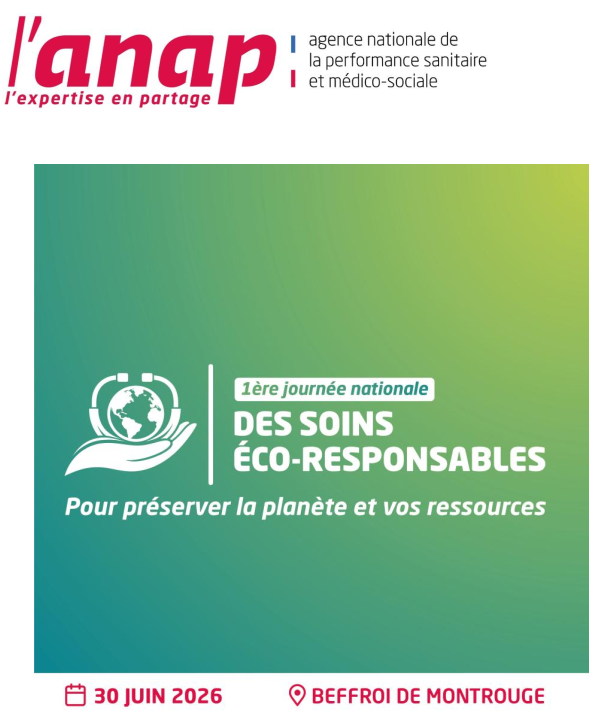 l'anap
l'expertise en partage
agence nationale de
la performance sanitaire
et médico-sociale
1ère journée nationale
DES SOINS
ÉCO-RESPONSABLES
Pour préserver la planète et vos ressources
30 JUIN 2026
BEFFROI DE MONTROUGE